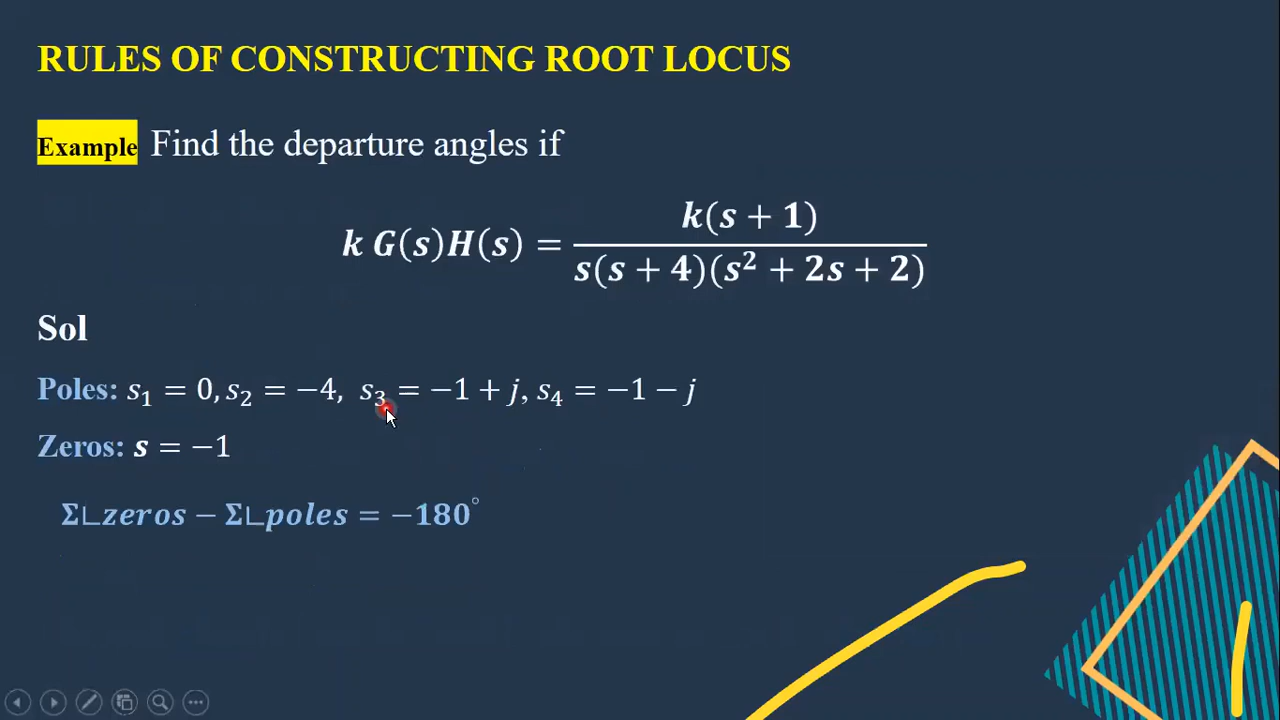 RULES OF CONSTRUCTING ROOT LOCUS
Example Find the departure angles if
k G(s)H(s) = k(s + 1) / s(s + 4)(s² + 2s + 2)
Sol
Poles: s₁ = 0, s₂ = −4, s₃ = −1 + j, s₄ = −1 − j
Zeros: s = −1
Σ∟zeros − Σ∟poles = −180°